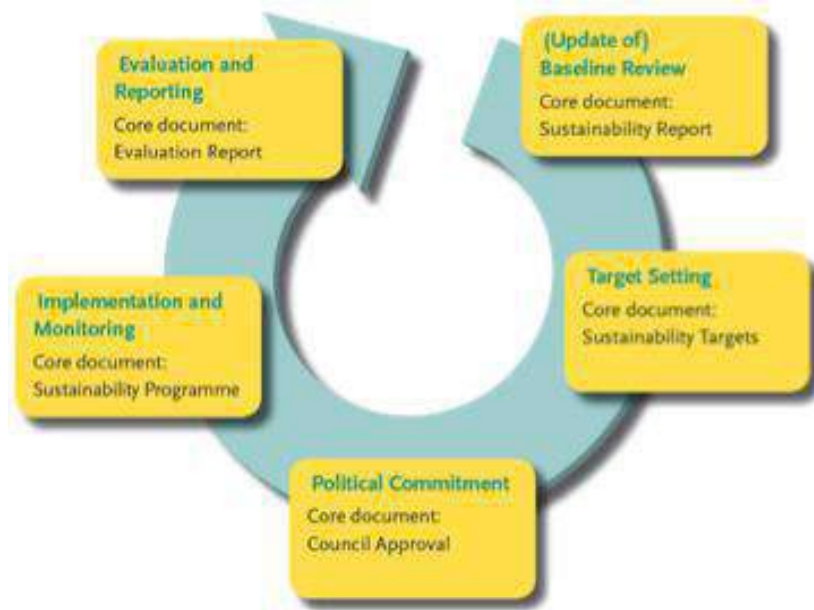 (Update of)
Baseline Review
Core document:
Sustainability Report
Target Setting
Core document:
Sustainability Targets
Political Commitment
Core document:
Council Approval
Implementation and
Monitoring
Core document:
Sustainability Programme
Evaluation and
Reporting
Core document:
Evaluation Report